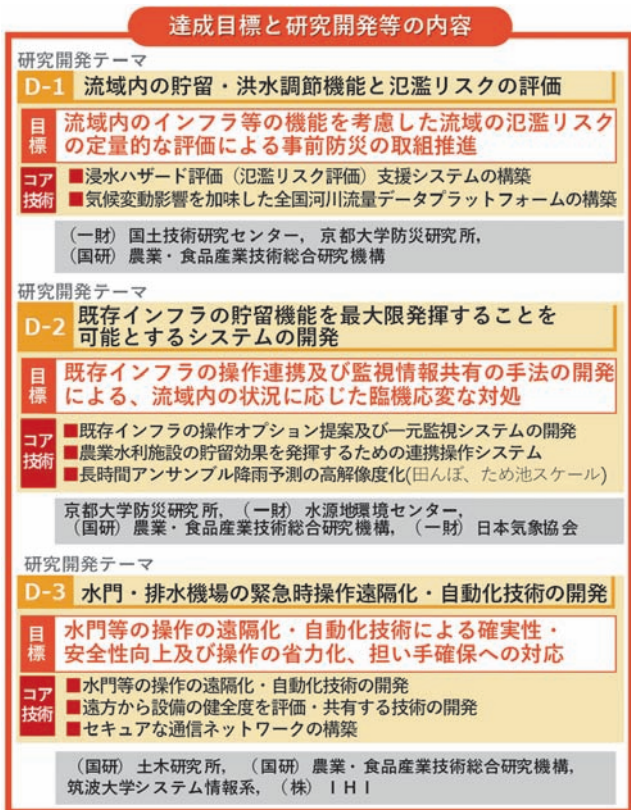 達成目標と研究開発等の内容
研究開発テーマ
D-1 流域内の貯留・洪水調節機能と氾濫リスクの評価
目標
流域内のインフラ等の機能を考慮した流域の氾濫リスク
の定量的な評価による事前防災の取組推進
コア技術
■浸水ハザード評価（氾濫リスク評価）支援システムの構築
■気候変動影響を加味した全国河川流量データプラットフォームの構築
（一財）国土技術研究センター，京都大学防災研究所，
（国研）農業・食品産業技術総合研究機構
研究開発テーマ
D-2 既存インフラの貯留機能を最大限発揮することを
可能とするシステムの開発
目標
既存インフラの操作連携及び監視情報共有の手法の開発
による、流域内の状況に応じた臨機応変な対処
コア技術
■既存インフラの操作オプション提案及び一元監視システムの開発
■農業水利施設の貯留効果を発揮するための連携操作システム
■長時間アンサンブル降雨予測の高解像度化(田んぼ、ため池スケール)
京都大学防災研究所，（一財）水源地環境センター，
（国研）農業・食品産業技術総合研究機構，（一財）日本気象協会
研究開発テーマ
D-3 水門・排水機場の緊急時操作遠隔化・自動化技術の開発
目標
水門等の操作の遠隔化・自動化技術による確実性・
安全性向上及び操作の省力化、担い手確保への対応
コア技術
■水門等の操作の遠隔化・自動化技術の開発
■遠方から設備の健全度を評価・共有する技術の開発
■セキュアな通信ネットワークの構築
（国研）土木研究所，（国研）農業・食品産業技術総合研究機構，
筑波大学システム情報系，（株）ＩＨＩ